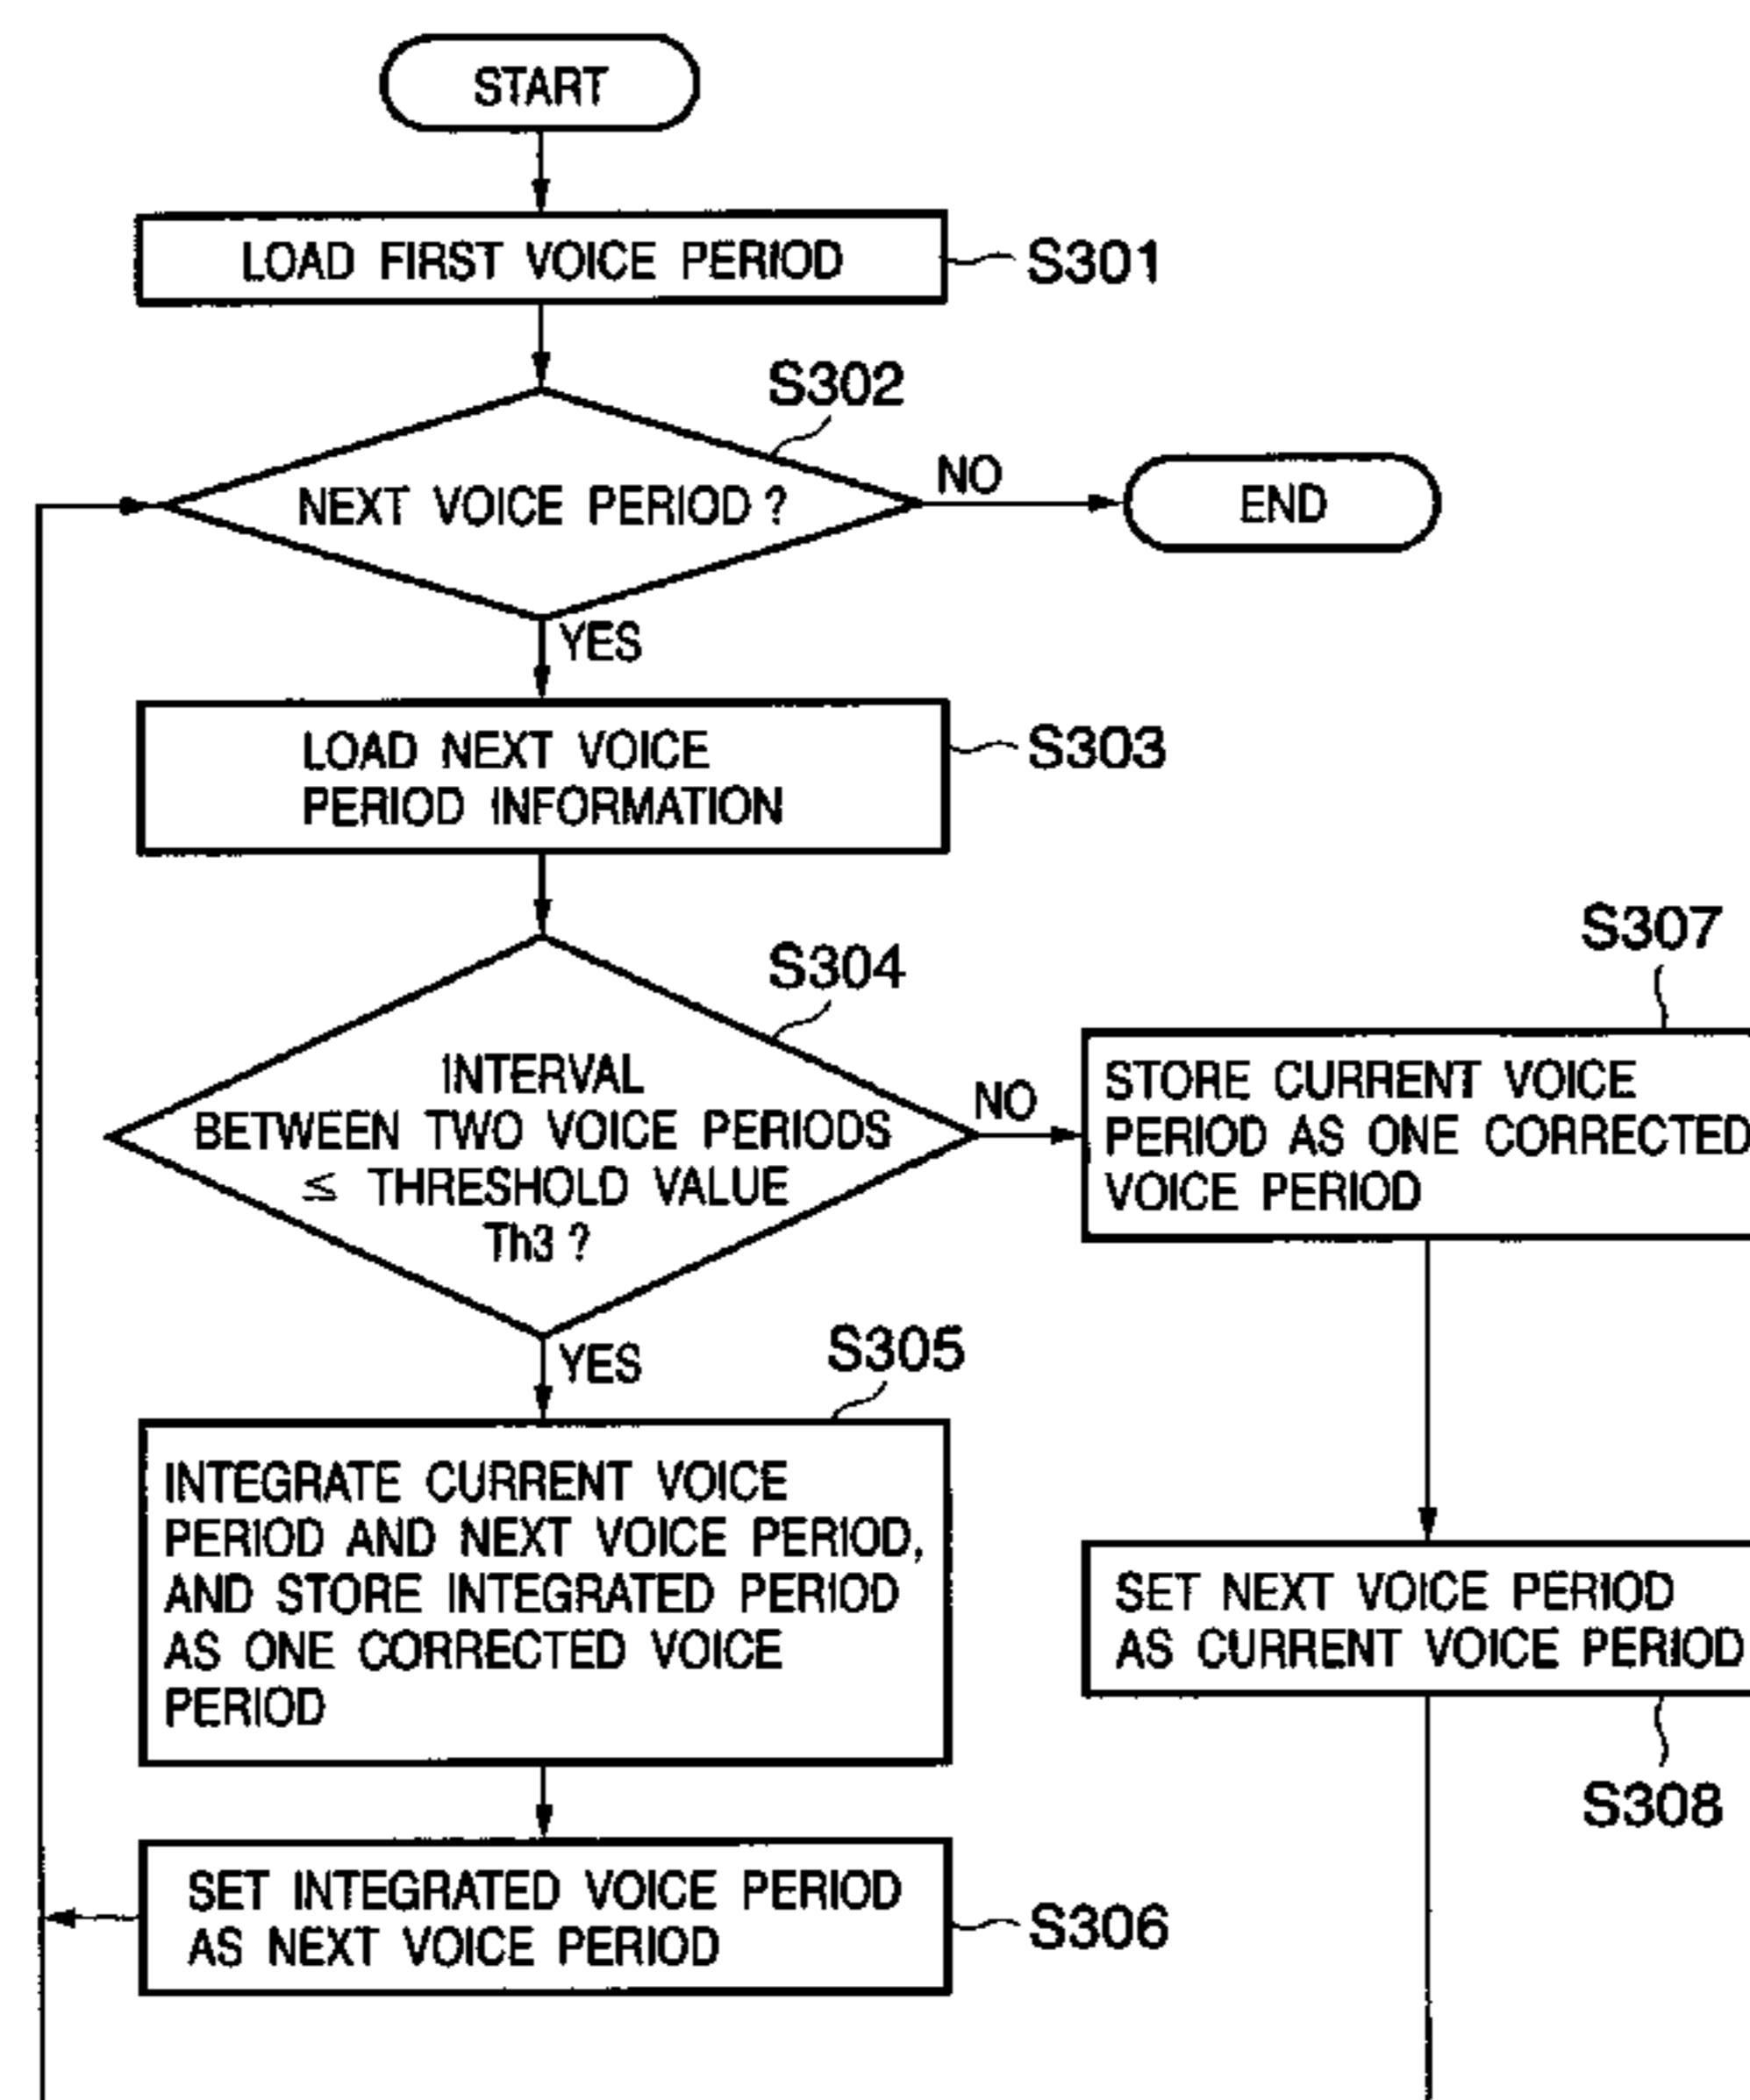 START
LOAD FIRST VOICE PERIOD
S301
S302
NEXT VOICE PERIOD ?
NO
END
YES
LOAD NEXT VOICE
PERIOD INFORMATION
S303
S304
INTERVAL
BETWEEN TWO VOICE PERIODS
≤ THRESHOLD VALUE
Th3 ?
NO
S307
STORE CURRENT VOICE
PERIOD AS ONE CORRECTED
VOICE PERIOD
YES
S305
INTEGRATE CURRENT VOICE
PERIOD AND NEXT VOICE PERIOD,
AND STORE INTEGRATED PERIOD
AS ONE CORRECTED VOICE
PERIOD
SET NEXT VOICE PERIOD
AS CURRENT VOICE PERIOD
S308
SET INTEGRATED VOICE PERIOD
AS NEXT VOICE PERIOD
S306